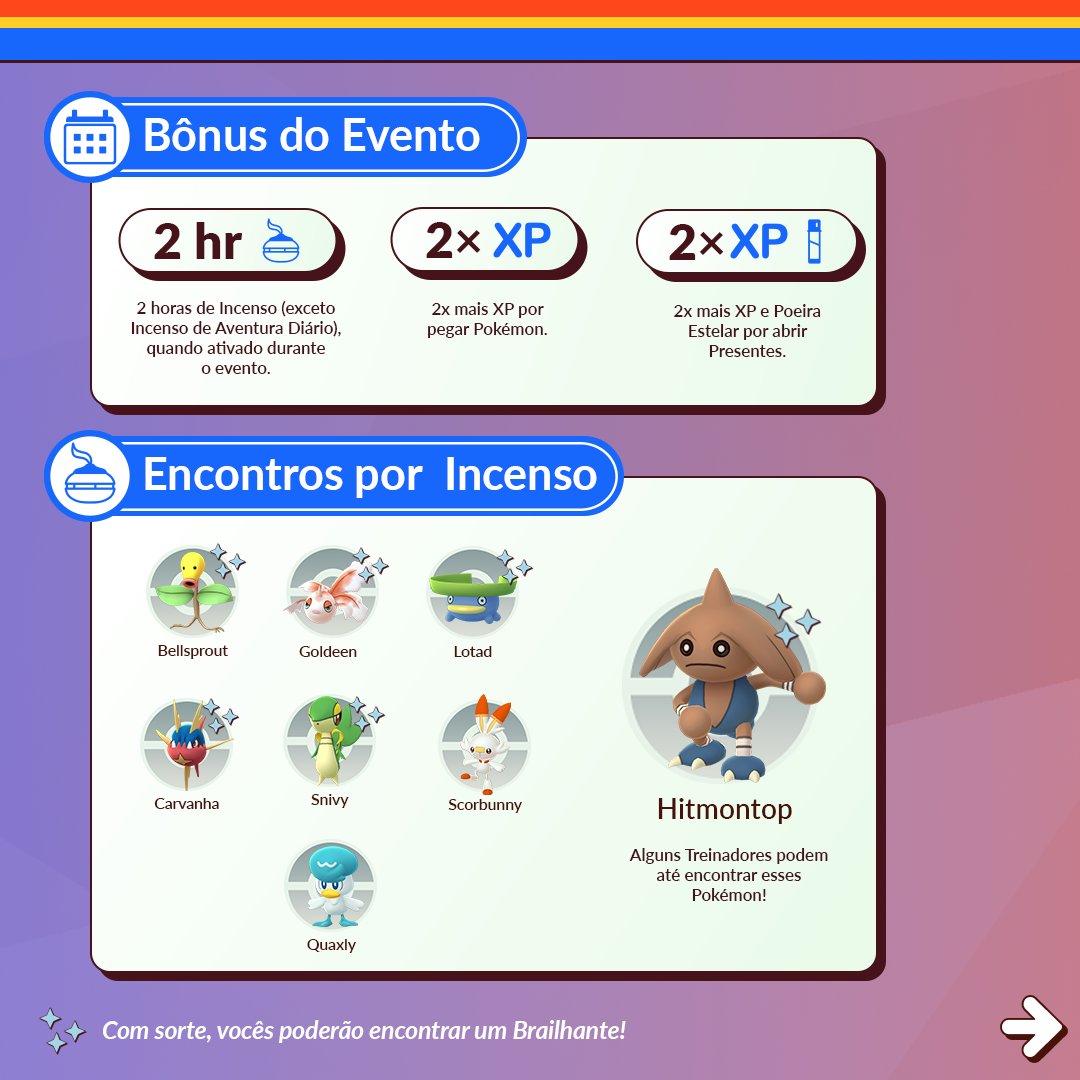 Bônus do Evento
2 hr
2× XP
2× XP
2 horas de Incenso (exceto
Incenso de Aventura Diário),
quando ativado durante
o evento.
2x mais XP por
pegar Pokémon.
2x mais XP e Poeira
Estelar por abrir
Presentes.
Encontros por Incenso
Bellsprout
Goldeen
Lotad
Carvanha
Snivy
Scorbunny
Quaxly
Hitmontop
Alguns Treinadores podem
até encontrar esses
Pokémon!
Com sorte, vocês poderão encontrar um Brailhante!